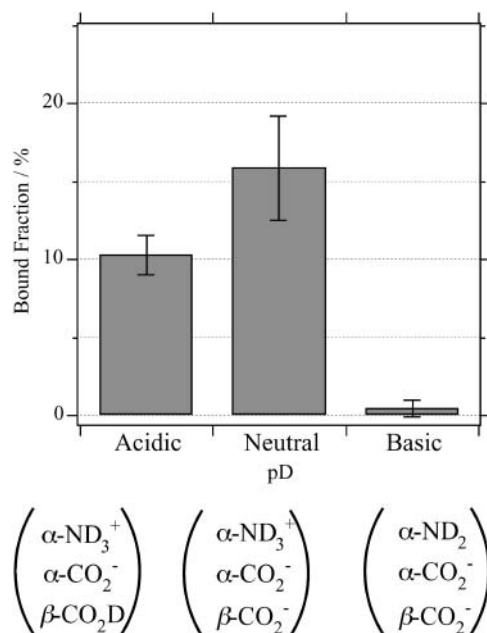 20
Bound Fraction / %
10
0
Acidic Neutral Basic
pD
α-ND₃⁺ α-ND₃⁺ α-ND₂
α-CO₂⁻ α-CO₂⁻ α-CO₂⁻
β-CO₂D β-CO₂⁻ β-CO₂⁻